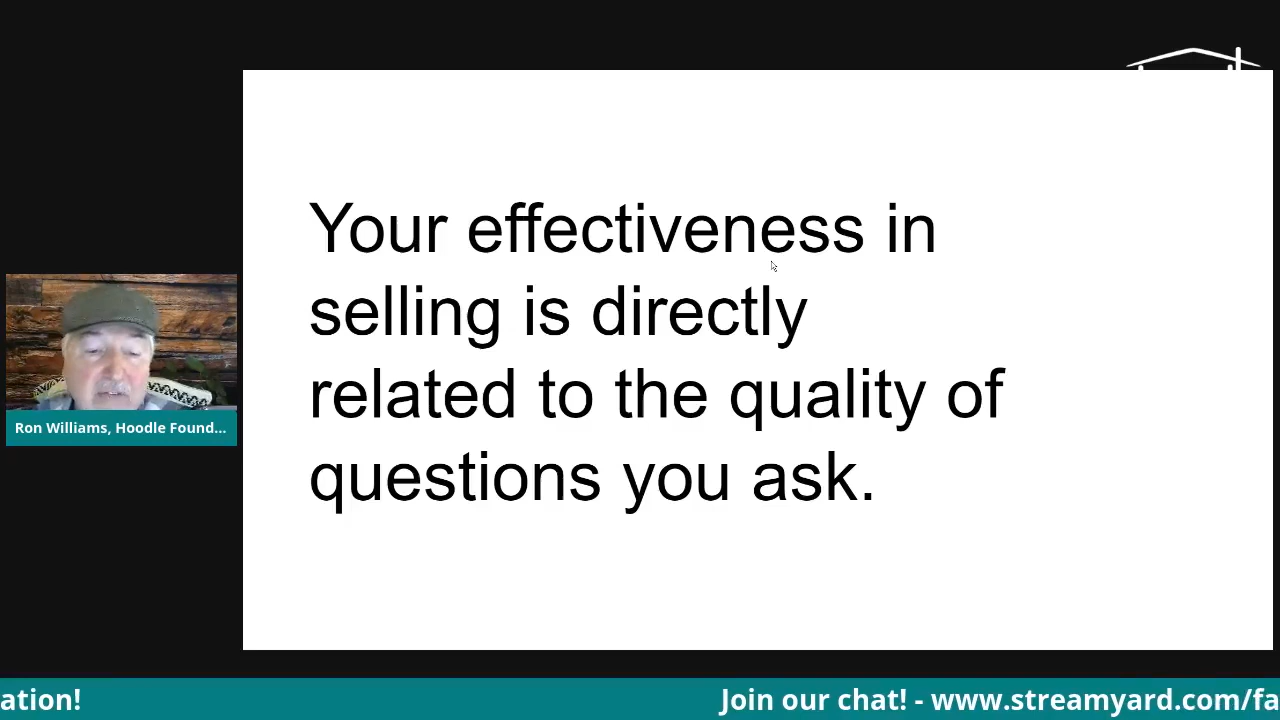 Your effectiveness in
selling is directly
related to the quality of
questions you ask.
Ron Williams, Hoodle Found...
ation!
Join our chat! - www.streamyard.com/fa